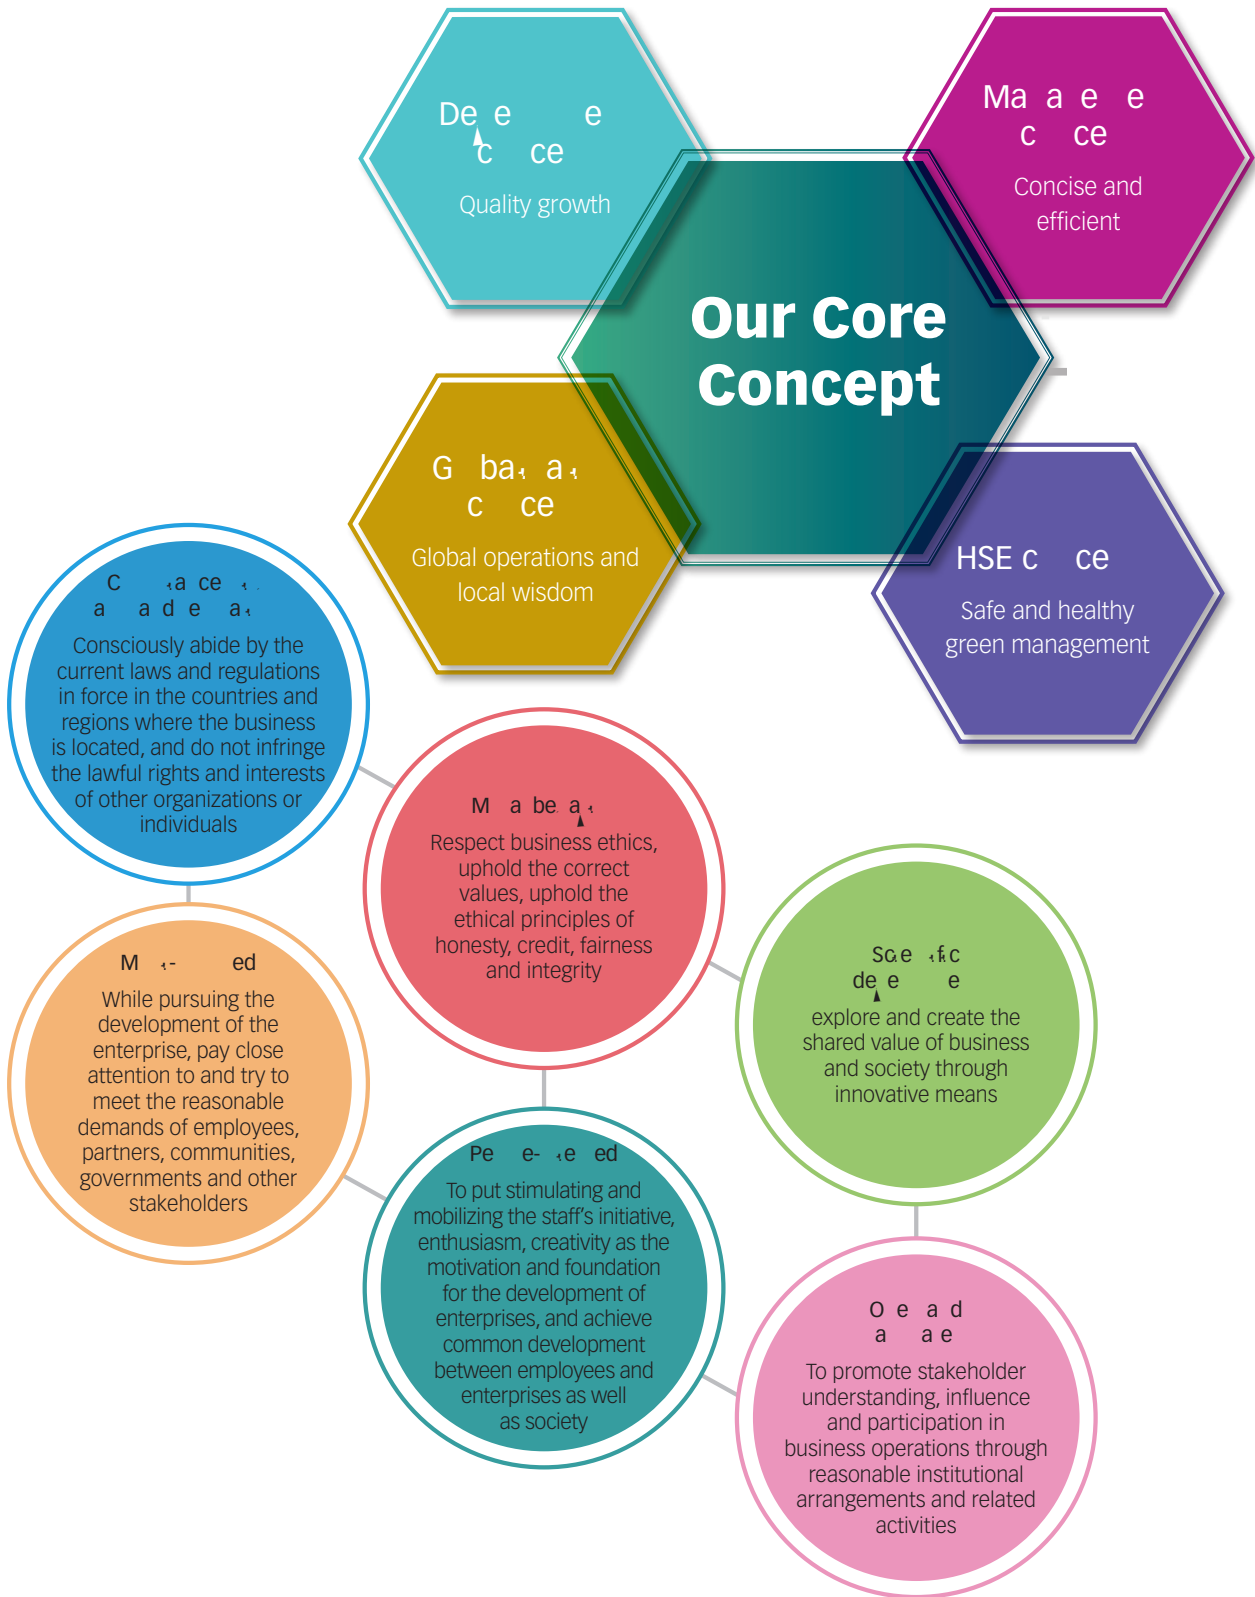 Quality growth
Concise and
efficient
Our Core
Concept
Global operations and
local wisdom
HSE
Safe and healthy
green management
Consciously abide by the
current laws and regulations
in force in the countries and
regions where the business
is located, and do not infringe
the lawful rights and interests
of other organizations or
individuals
Respect business ethics,
uphold the correct
values, uphold the
ethical principles of
honesty, credit, fairness
and integrity
explore and create the
shared value of business
and society through
innovative means
While pursuing the
development of the
enterprise, pay close
attention to and try to
meet the reasonable
demands of employees,
partners, communities,
governments and other
stakeholders
To put stimulating and
mobilizing the staff's initiative,
enthusiasm, creativity as the
motivation and foundation
for the development of
enterprises, and achieve
common development
between employees and
enterprises as well
as society
To promote stakeholder
understanding, influence
and participation in
business operations through
reasonable institutional
arrangements and related
activities